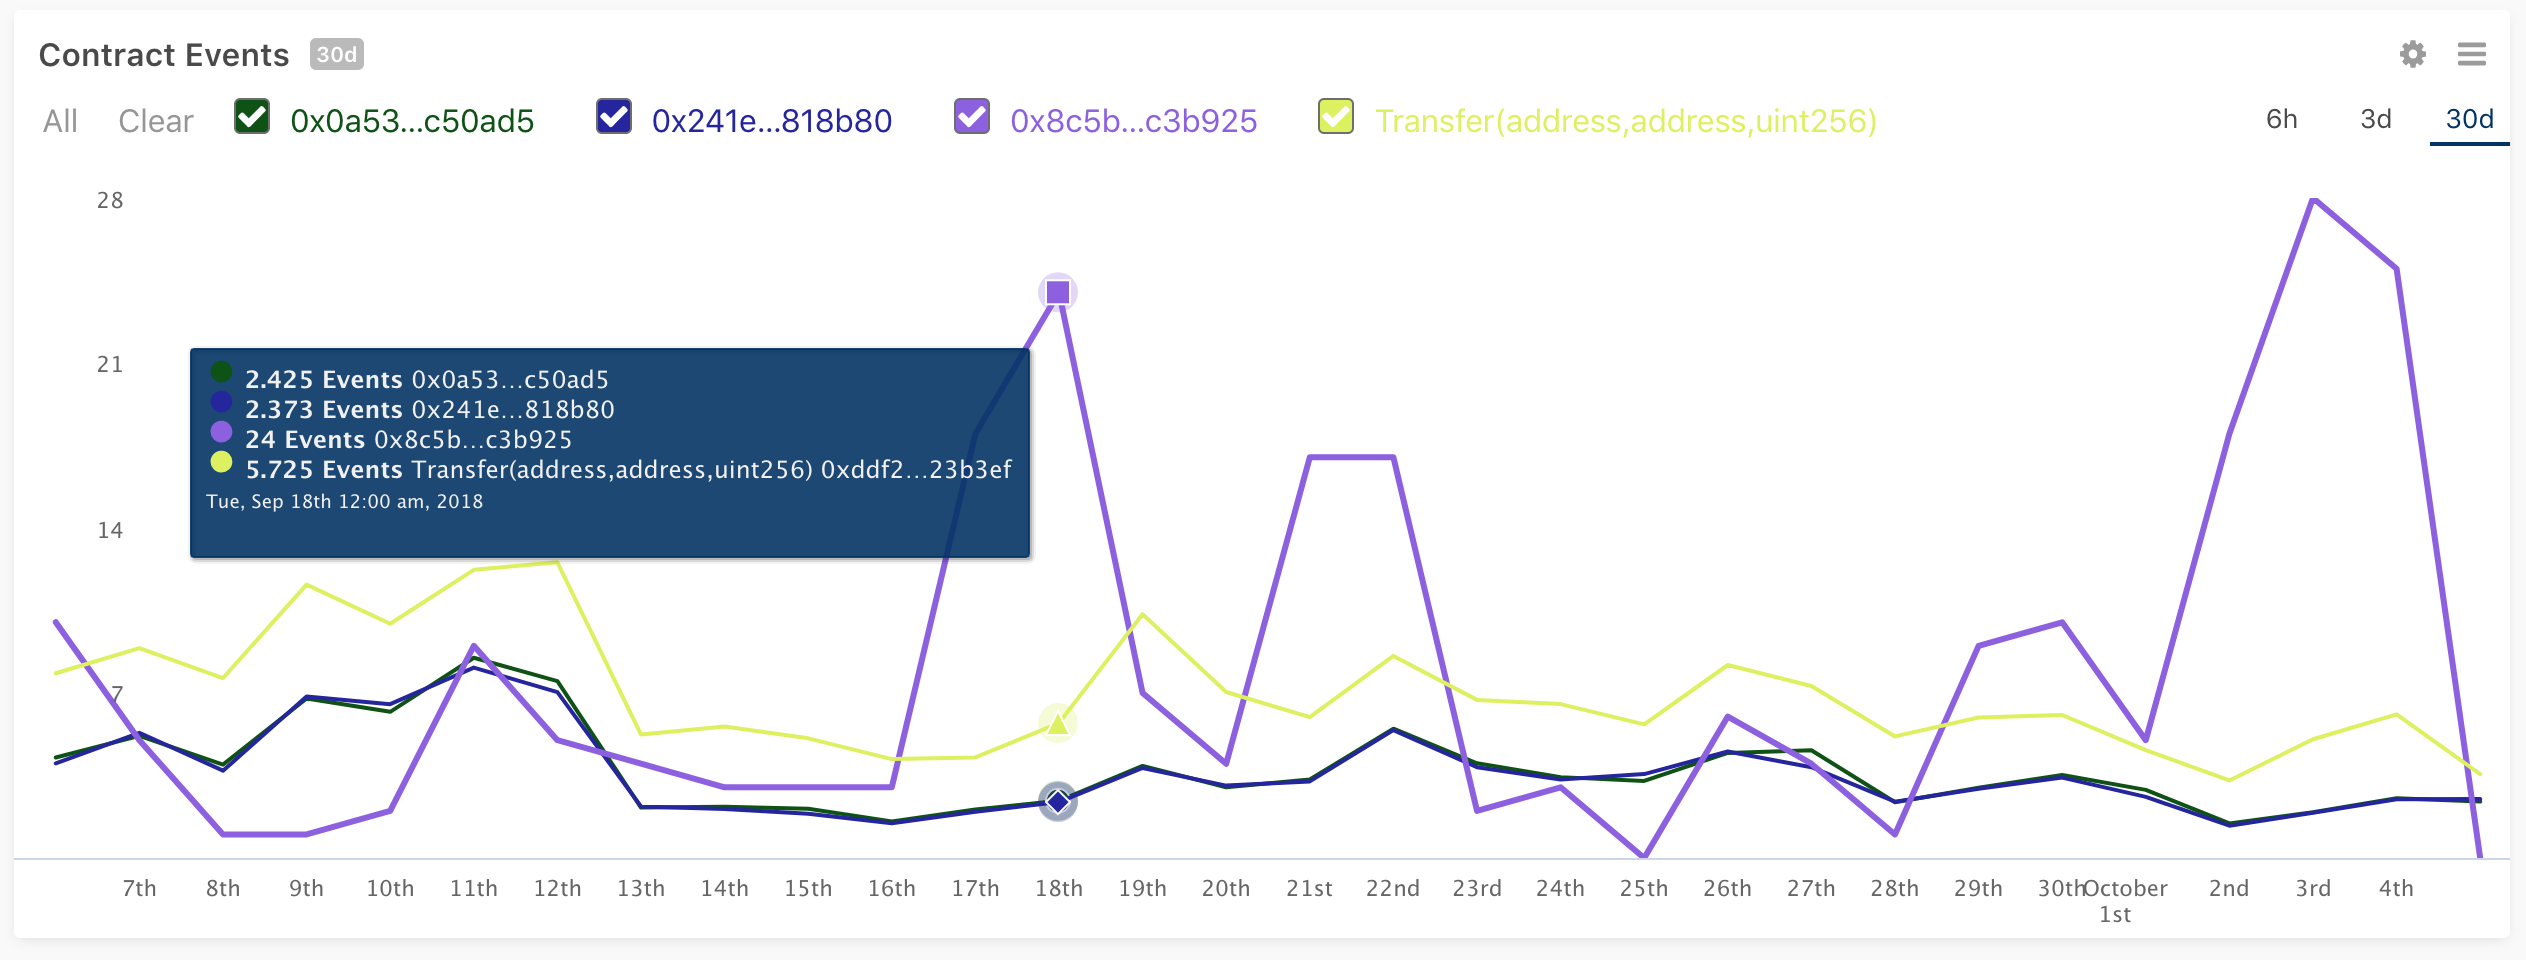 Contract Events 30d
All Clear 0x0a53...c50ad5 0x241e...818b80 0x8c5b...c3b925 Transfer(address,address,uint256) 6h 3d 30d
28
21
14
7
2.425 Events 0x0a53...c50ad5
2.373 Events 0x241e...818b80
24 Events 0x8c5b...c3b925
5.725 Events Transfer(address,address,uint256) 0xddf2...23b3ef
Tue, Sep 18th 12:00 am, 2018
7th 8th 9th 10th 11th 12th 13th 14th 15th 16th 17th 18th 19th 20th 21st 22nd 23rd 24th 25th 26th 27th 28th 29th 30th October 2nd 3rd 4th
1st